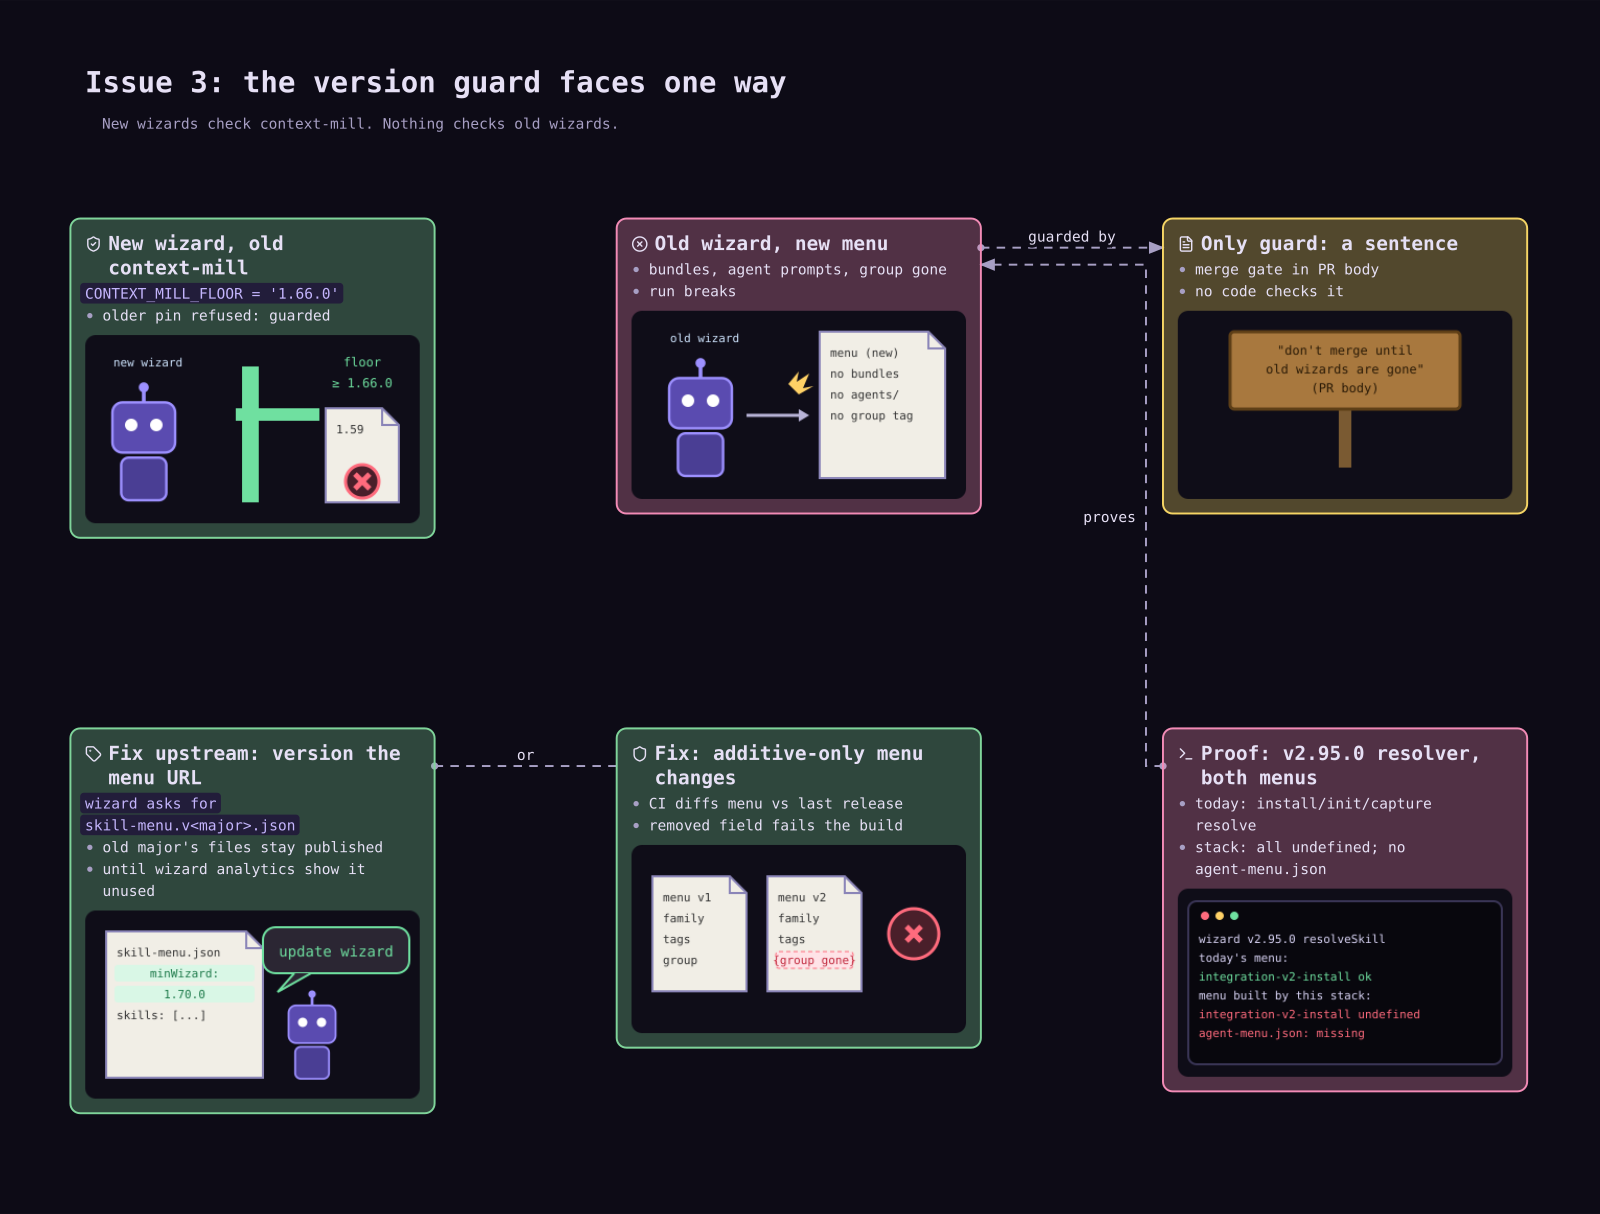 Issue 3: the version guard faces one way
New wizards check context-mill. Nothing checks old wizards.
New wizard, old
context-mill
CONTEXT_MILL_FLOOR = '1.66.0'
older pin refused: guarded
new wizard
floor
≥ 1.66.0
1.59
Old wizard, new menu
bundles, agent prompts, group gone
run breaks
old wizard
menu (new)
no bundles
no agents/
no group tag
guarded by
Only guard: a sentence
merge gate in PR body
no code checks it
"don't merge until
old wizards are gone"
(PR body)
proves
Fix upstream: version the
menu URL
wizard asks for
skill-menu.v<major>.json
old major's files stay published
until wizard analytics show it
unused
skill-menu.json
minWizard:
1.70.0
skills: [...]
update wizard
or
Fix: additive-only menu
changes
CI diffs menu vs last release
removed field fails the build
menu v1
family
tags
group
menu v2
family
tags
{group gone}
Proof: v2.95.0 resolver,
both menus
today: install/init/capture
resolve
stack: all undefined; no
agent-menu.json
wizard v2.95.0 resolveSkill
today's menu:
integration-v2-install ok
menu built by this stack:
integration-v2-install undefined
agent-menu.json: missing